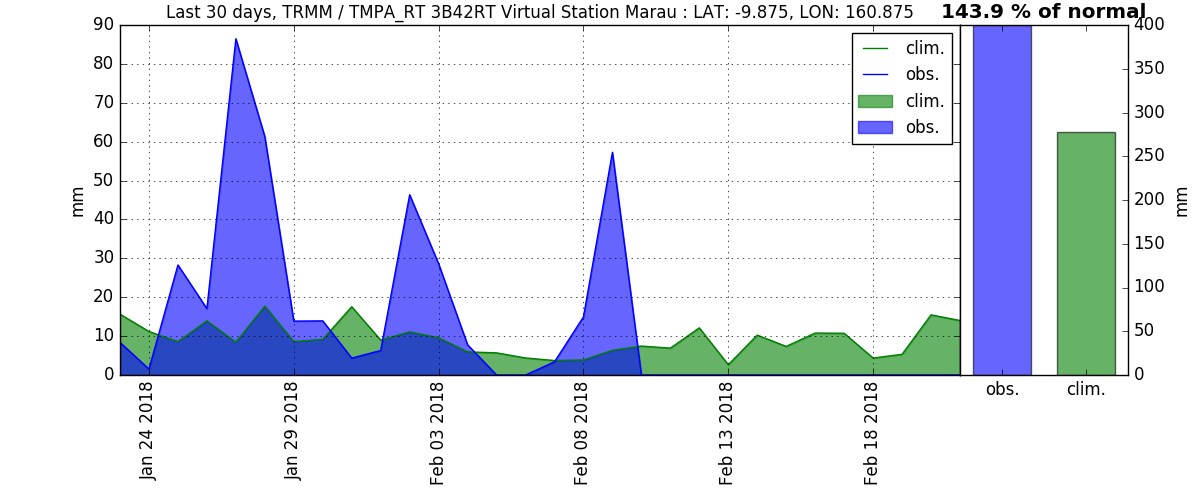 Last 30 days, TRMM / TMPA_RT 3B42RT Virtual Station Marau : LAT: -9.875, LON: 160.875
143.9 % of normal
90
80
70
60
50
40
30
20
10
0
mm
clim.
obs.
clim.
obs.
400
350
300
250
200
150
100
50
0
mm
Jan 24 2018
Jan 29 2018
Feb 03 2018
Feb 08 2018
Feb 13 2018
Feb 18 2018
obs.
clim.